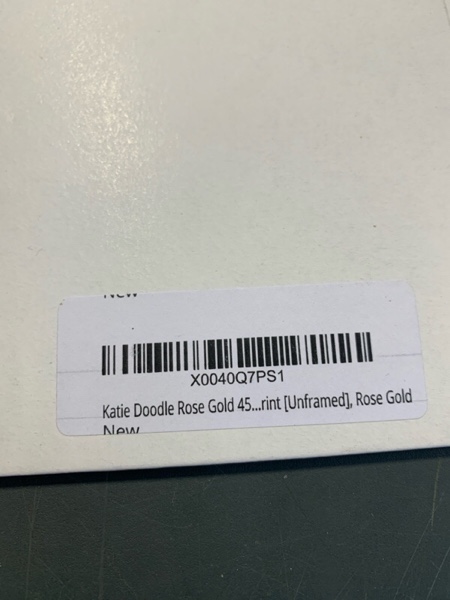 New
X0040Q7PS1
Katie Doodle Rose Gold 45...rint [Unframed], Rose Gold
New